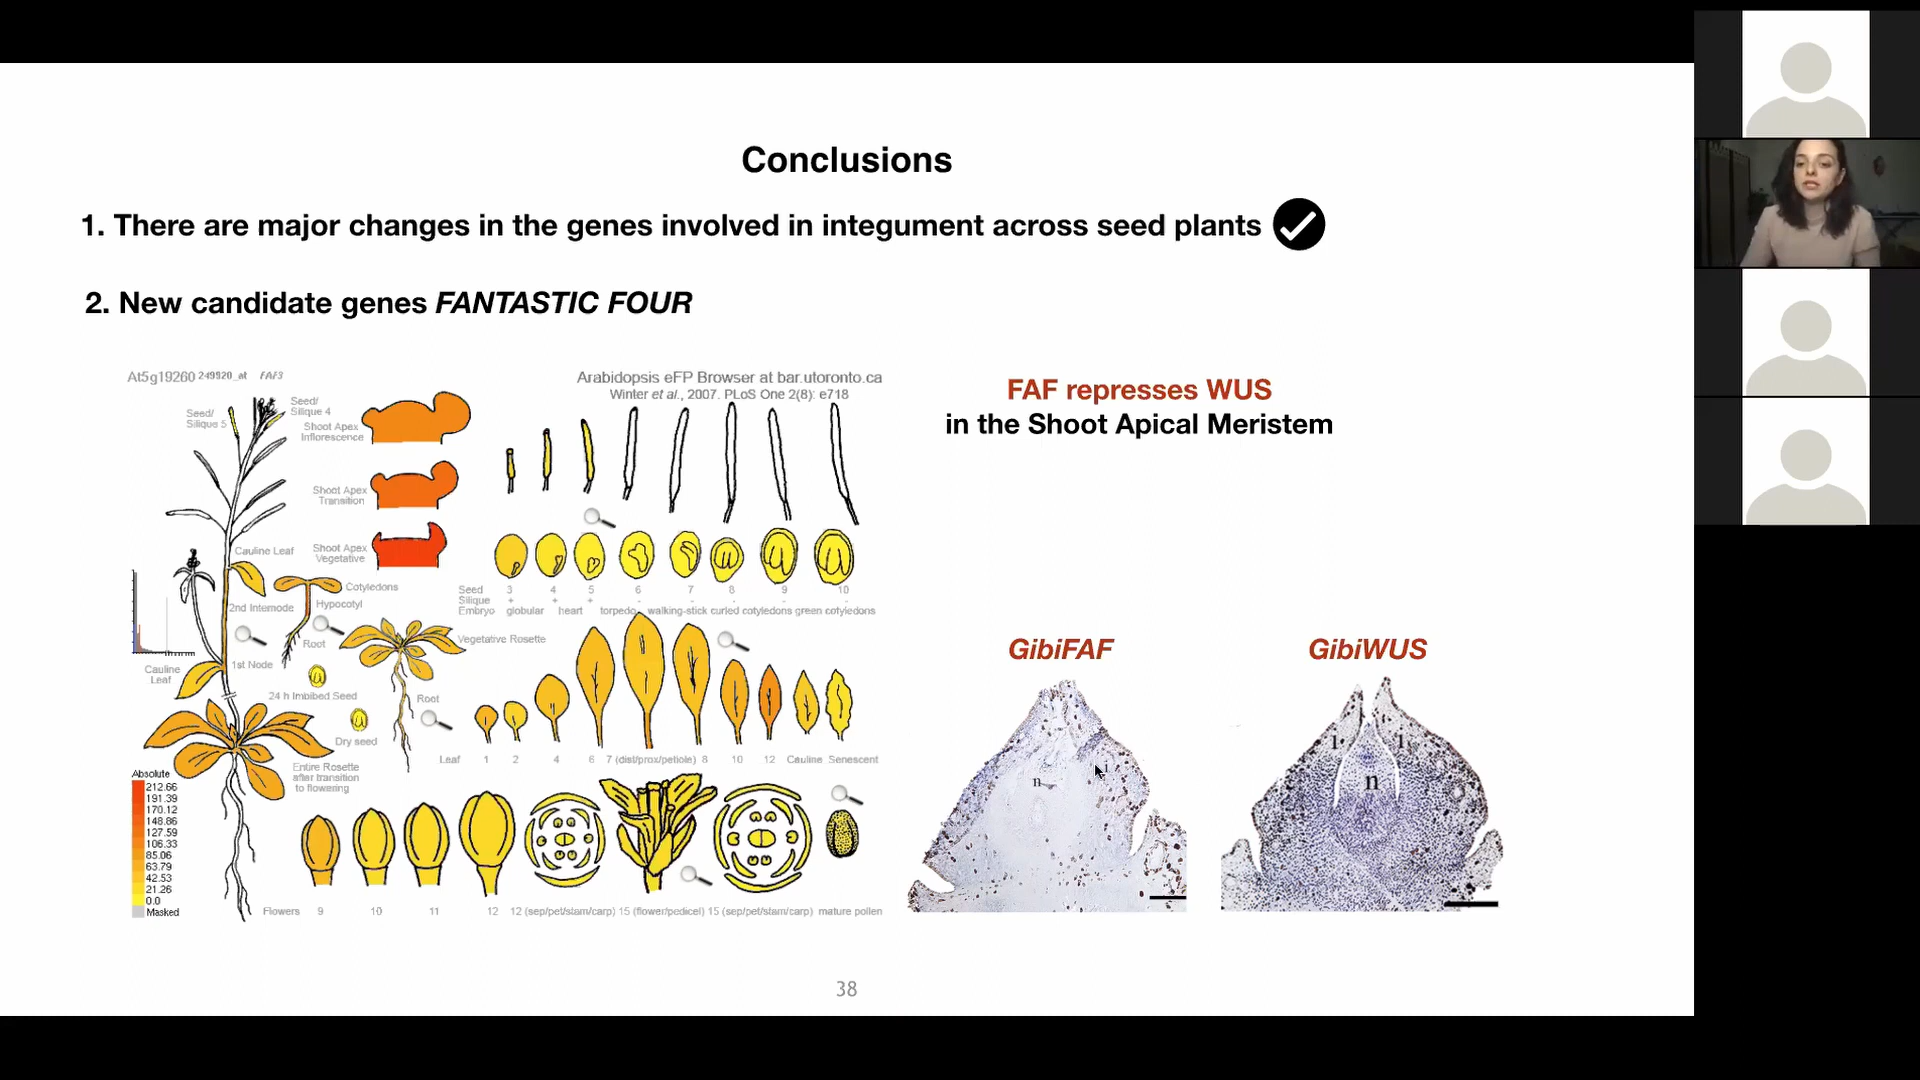 Conclusions
1. There are major changes in the genes involved in integument across seed plants
2. New candidate genes FANTASTIC FOUR
At5g19260 249920_at FAF3
Arabidopsis eFP Browser at bar.utoronto.ca
Winter et al., 2007. PLoS One 2(8): e718
Seed/
Silique 5
Seed/
Silique 4
Shoot Apex
Inflorescence
Shoot Apex
Transition
Shoot Apex
Vegetative
Cauline Leaf
Cotyledons
2nd Internode
Hypocotyl
Root
Cauline
Leaf
1st Node
24 h Imbibed Seed
Dry seed
Entire Rosette
after transition
to flowering
Vegetative Rosette
Root
Seed 3 4 5 6 7 8 9 10
Silique + + + - - - - -
Embryo globular heart torpedo walking-stick curled cotyledons green cotyledons
Leaf 1 2 4 6 7 (dist/prox/petiole) 8 10 12 Cauline Senescent
Absolute
212.66
191.39
170.12
148.86
127.59
106.33
85.06
63.79
42.53
21.26
0.0
Masked
Flowers 9 10 11 12 12 (sep/pet/stam/carp) 15 (flower/pedicel) 15 (sep/pet/stam/carp) mature pollen
FAF represses WUS
in the Shoot Apical Meristem
GibiFAF
GibiWUS
n
i
n
38